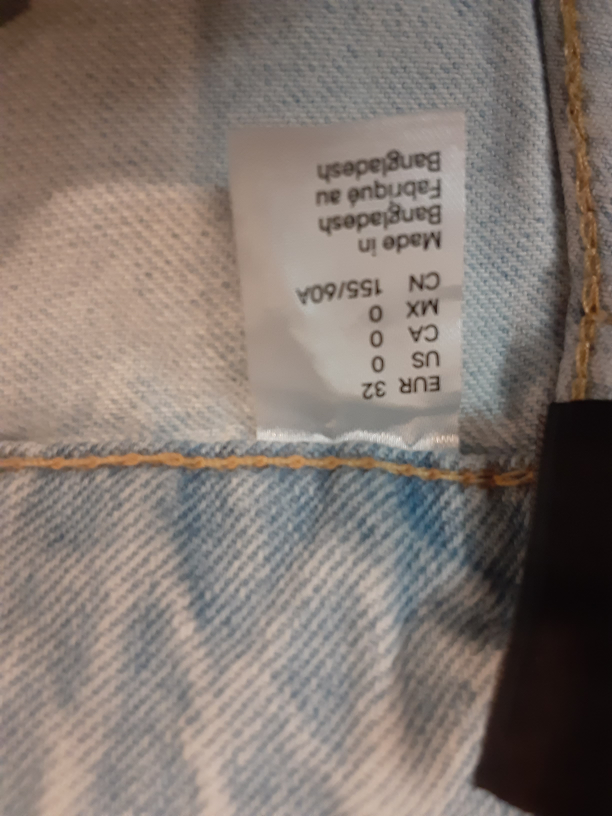 EUR 32
US 0
CA 0
MX 0
CN 155/60A
Made in
Bangladesh
Fabriqué au
Bangladesh